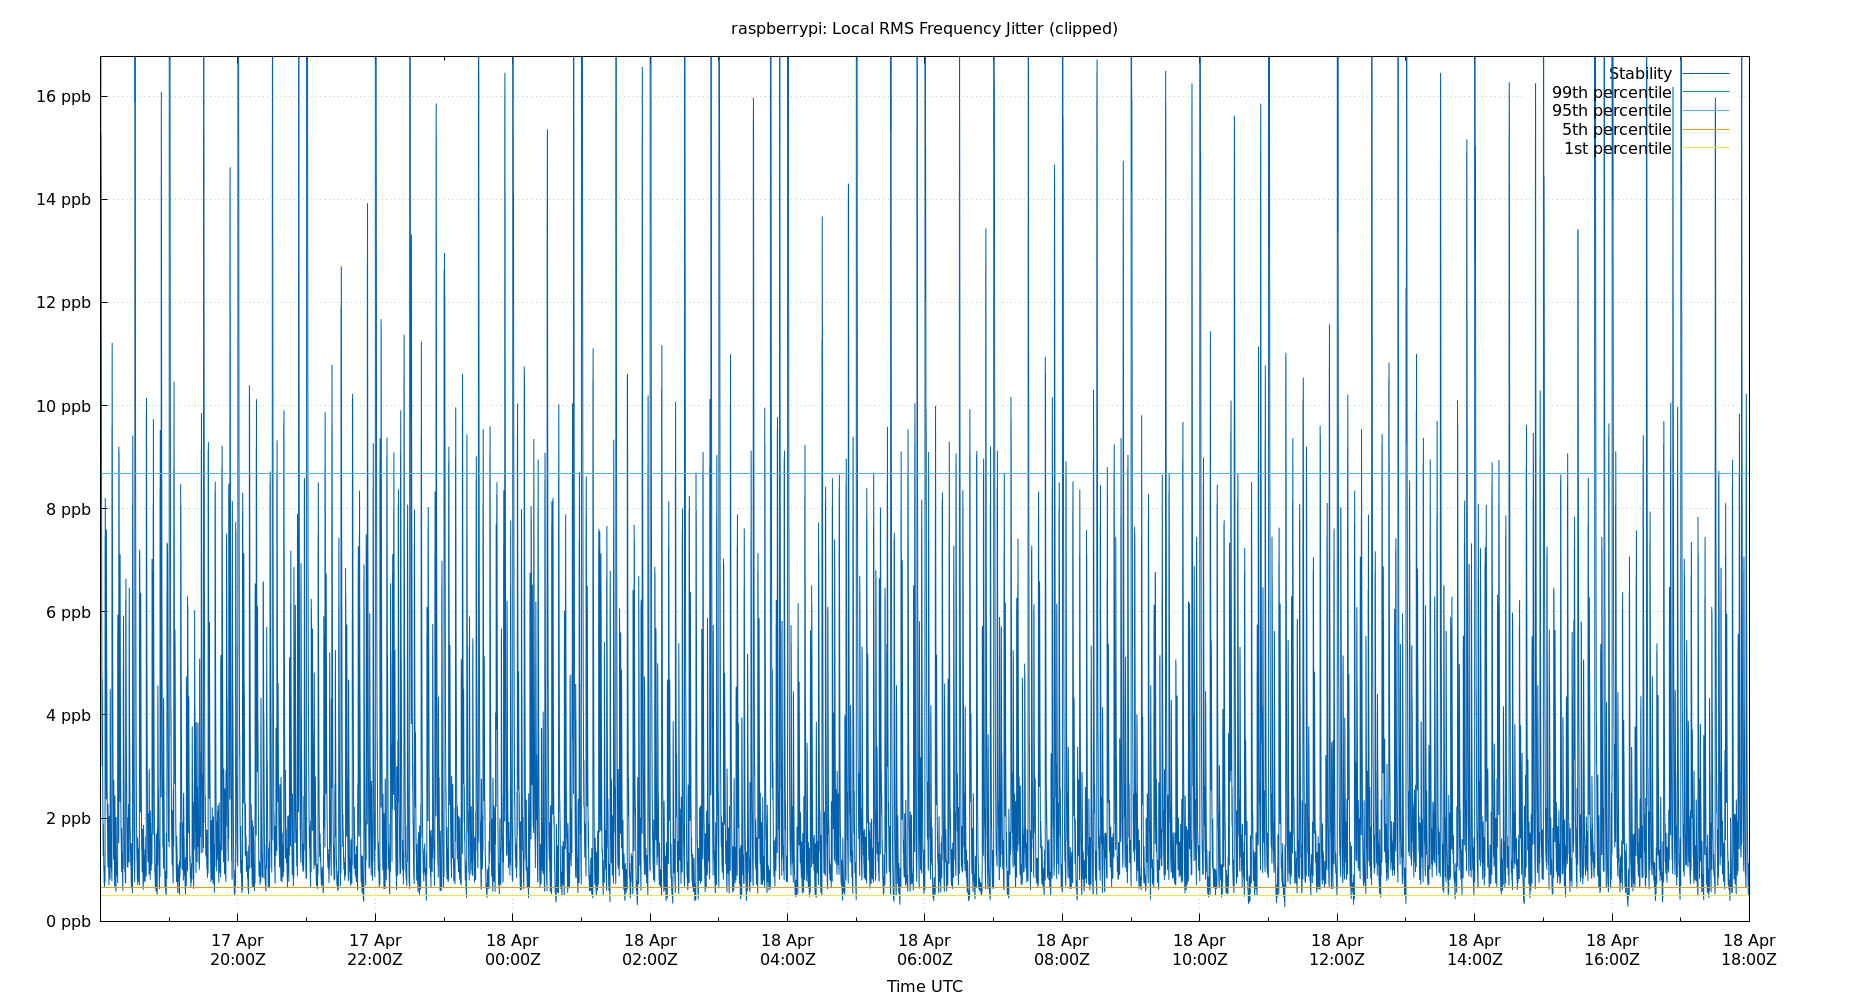 raspberrypi: Local RMS Frequency Jitter (clipped)
Stability
99th percentile
95th percentile
5th percentile
1st percentile
16 ppb
14 ppb
12 ppb
10 ppb
8 ppb
6 ppb
4 ppb
2 ppb
0 ppb
17 Apr 17 Apr 18 Apr 18 Apr 18 Apr 18 Apr 18 Apr 18 Apr 18 Apr 18 Apr 18 Apr 18 Apr
20:00Z 22:00Z 00:00Z 02:00Z 04:00Z 06:00Z 08:00Z 10:00Z 12:00Z 14:00Z 16:00Z 18:00Z
Time UTC